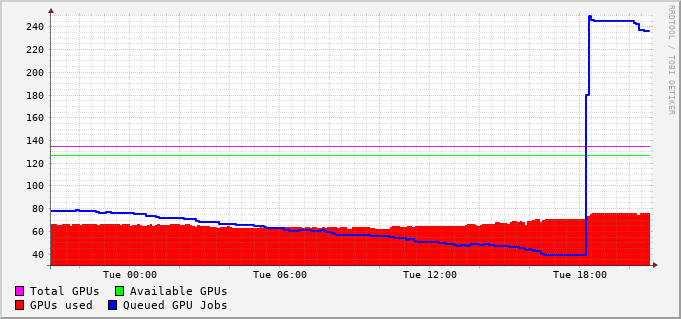 240
220
200
180
160
140
120
100
80
60
40
Tue 00:00 Tue 06:00 Tue 12:00 Tue 18:00
Total GPUs Available GPUs
GPUs used Queued GPU Jobs
RRDTOOL / TOBI OETIKER